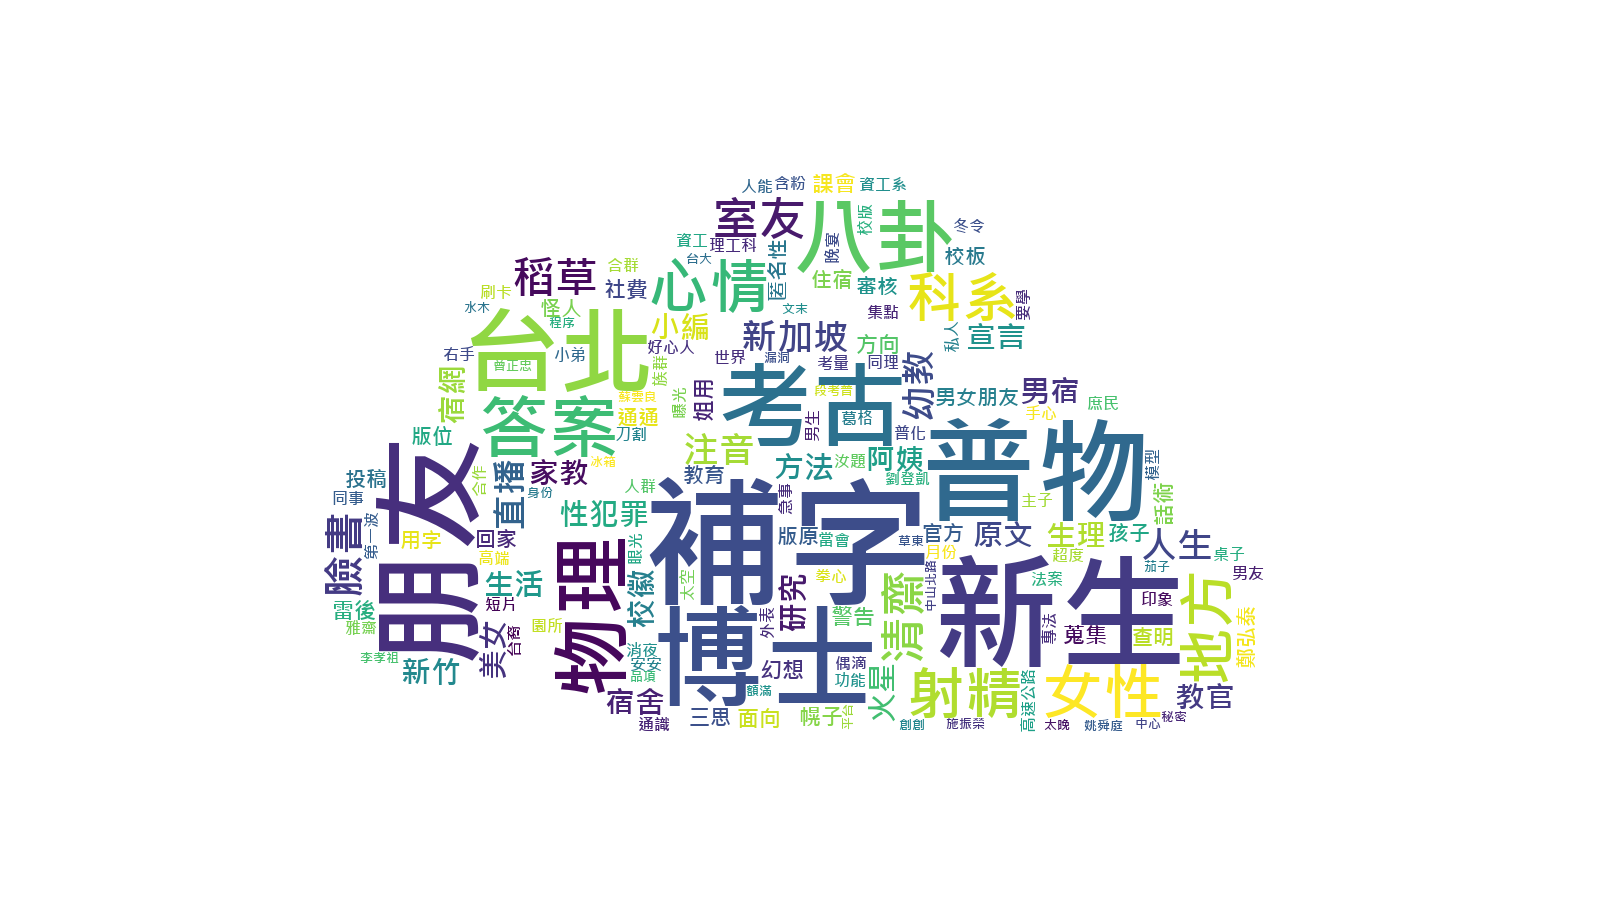 人能
含粉
課會
資工系
室友
八卦
校版
冬令
資工
理工科
台大
匿名性
晚宴
校板
稻草
合群
社費
心情
住宿
審核
科系
要學
刷卡
怪人
水木
程序
文末
集點
台北
小編
新加坡
方向
私人
宣言
右手
曾正忠
小弟
好心人
世界
漏洞
考量
同理
族群
宿網
答案
蘇雲良
通通
曝光
姐用
考古
段考普
葛格
男生
幼教
男女朋友
男宿
手心
庶民
版位
刀割
注音
普化
普物
投稿
同事
朋友
合作
直播
身份
家教
冰箱
教育
方法
汝題
阿姨
劉登凱
模型
人群
急事
主子
話術
臉書
第一波
用字
回家
高端
性犯罪
補字
版原
當會
草東
官方
月份
原文
生理
超度
孩子
人生
茄子
桌子
男友
雷後
雅齋
生活
短片
物理
眼光
校徽
太空
拳心
研究
清齋
中山北路
新生
法案
印象
地方
李孝祖
新竹
美女
台裔
園所
消夜
安安
品項
博士
外表
警告
幻想
偶滴
功能
專法
蒐集
查明
鄭弘泰
宿舍
通識
三思
額滿
面向
幌子
平台
火星
射精
創創
施振榮
高速公路
女性
太晚
姚舜庭
中心
秘密
教官